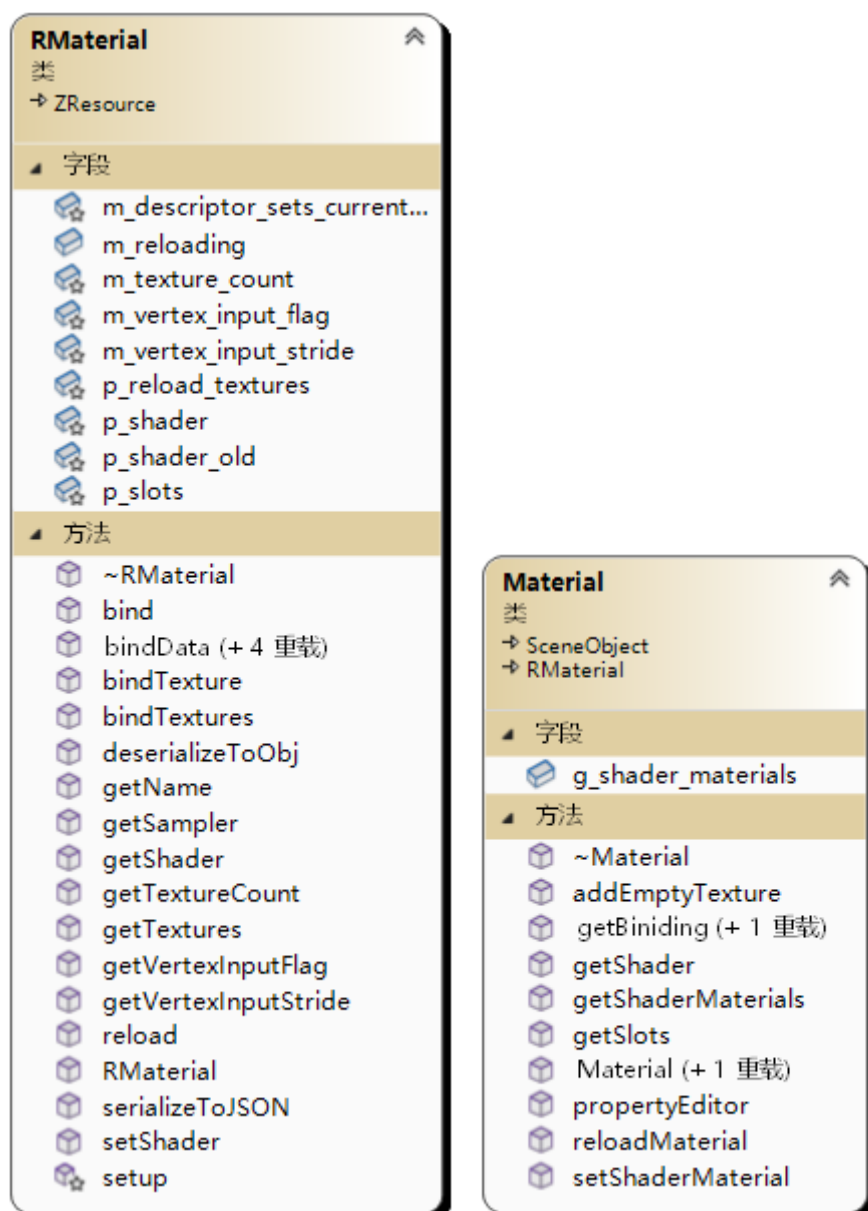 RMaterial
类
ZResource
字段
m_descriptor_sets_current...
m_reloading
m_texture_count
m_vertex_input_flag
m_vertex_input_stride
p_reload_textures
p_shader
p_shader_old
p_slots
方法
~RMaterial
bind
bindData (+ 4 重载)
bindTexture
bindTextures
deserializeToObj
getName
getSampler
getShader
getTextureCount
getTextures
getVertexInputFlag
getVertexInputStride
reload
RMaterial
serializeToJSON
setShader
setup
Material
类
SceneObject
RMaterial
字段
g_shader_materials
方法
~Material
addEmptyTexture
getBiniding (+ 1 重载)
getShader
getShaderMaterials
getSlots
Material (+ 1 重载)
propertyEditor
reloadMaterial
setShaderMaterial